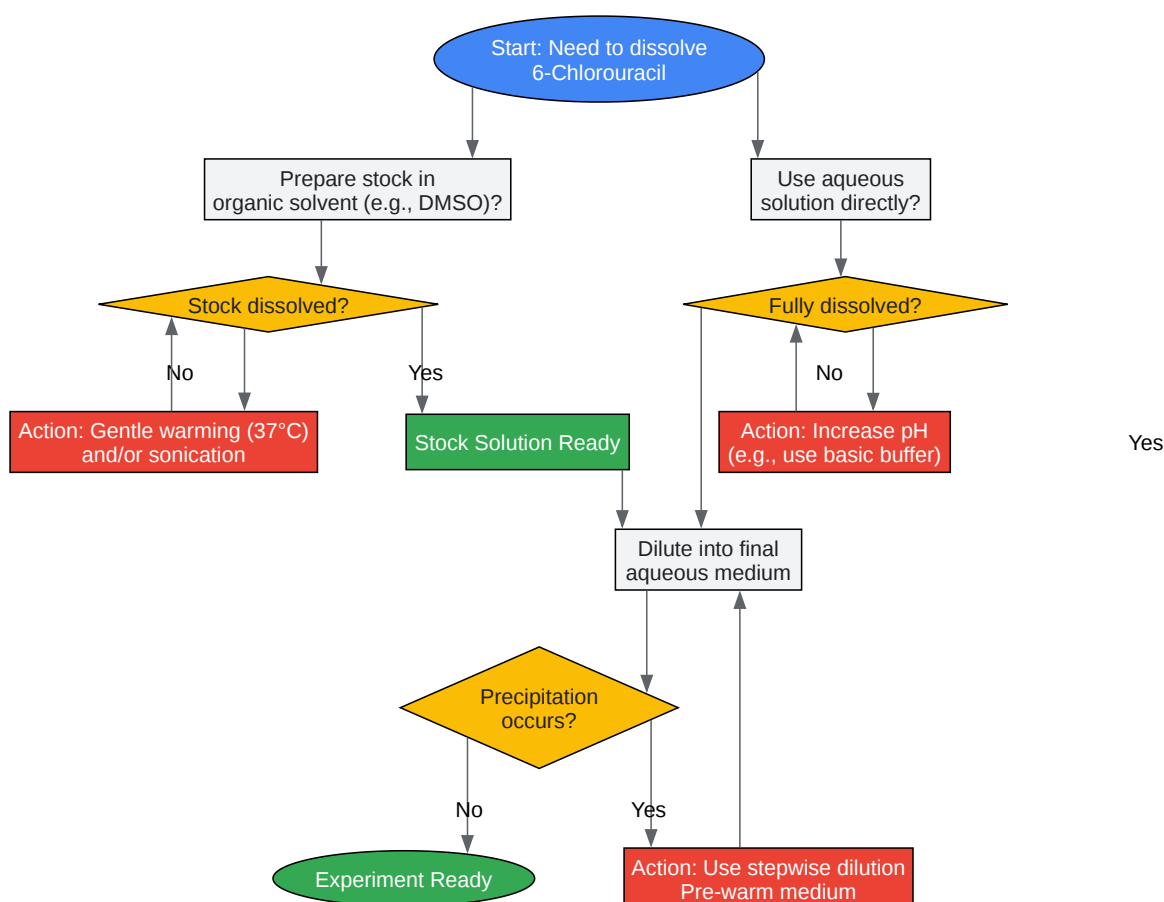 Start: Need to dissolve
6-Chlorouracil
Prepare stock in
organic solvent (e.g., DMSO)?
Use aqueous
solution directly?
Stock dissolved?
Fully dissolved?
No
Yes
No
Action: Gentle warming (37°C)
and/or sonication
Stock Solution Ready
Action: Increase pH
(e.g., use basic buffer)
Yes
Dilute into final
aqueous medium
Precipitation
occurs?
No
Yes
Experiment Ready
Action: Use stepwise dilution
Pre-warm medium